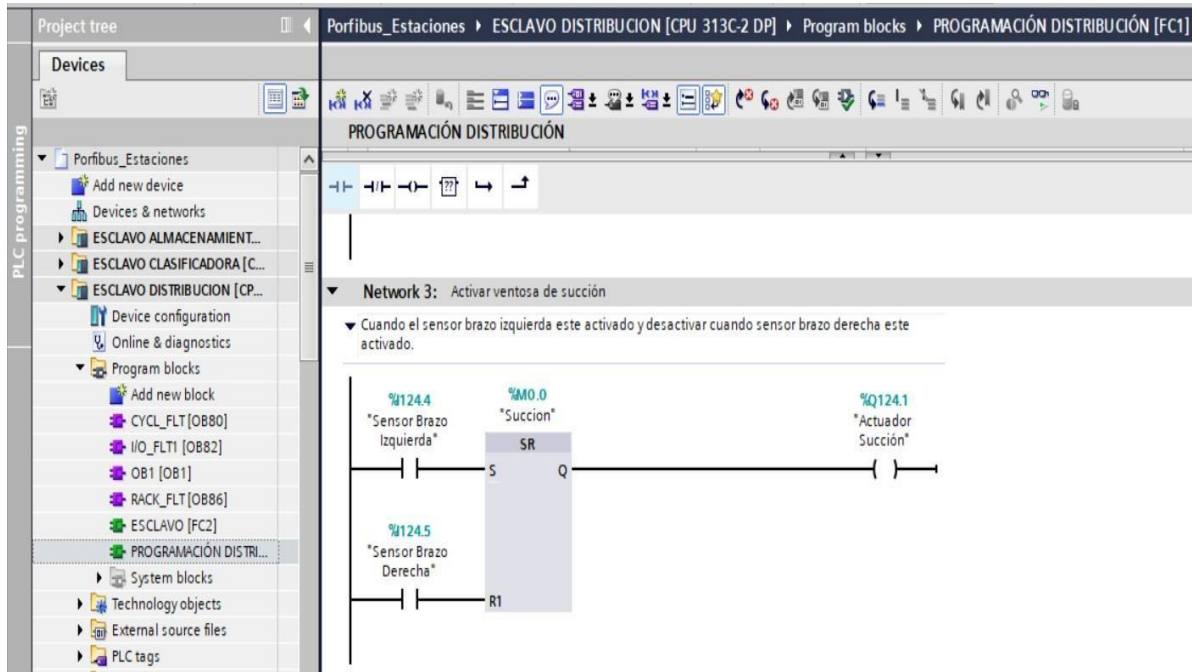 Project tree
Devices
PLC programming
Porfibus_Estaciones
Add new device
Devices & networks
ESCLAVO ALMACENAMIENT...
ESCLAVO CLASIFICADORA [C...
ESCLAVO DISTRIBUCION [CP...
Device configuration
Online & diagnostics
Program blocks
Add new block
CYCL_FLT [OB80]
I/O_FLT1 [OB82]
OB1 [OB1]
RACK_FLT [OB86]
ESCLAVO [FC2]
PROGRAMACIÓN DISTRI...
System blocks
Technology objects
External source files
PLC tags
Porfibus_Estaciones ESCLAVO DISTRIBUCION [CPU 313C-2 DP] Program blocks PROGRAMACIÓN DISTRIBUCIÓN [FC1]
PROGRAMACIÓN DISTRIBUCIÓN
??
Network 3: Activar ventosa de succión
Cuando el sensor brazo izquierda este activado y desactivar cuando sensor brazo derecha este
activado.
%I124.4
"Sensor Brazo
Izquierda"
%M0.0
"Succion"
SR
S
Q
%Q124.1
"Actuador
Succión"
%I124.5
"Sensor Brazo
Derecha"
R1